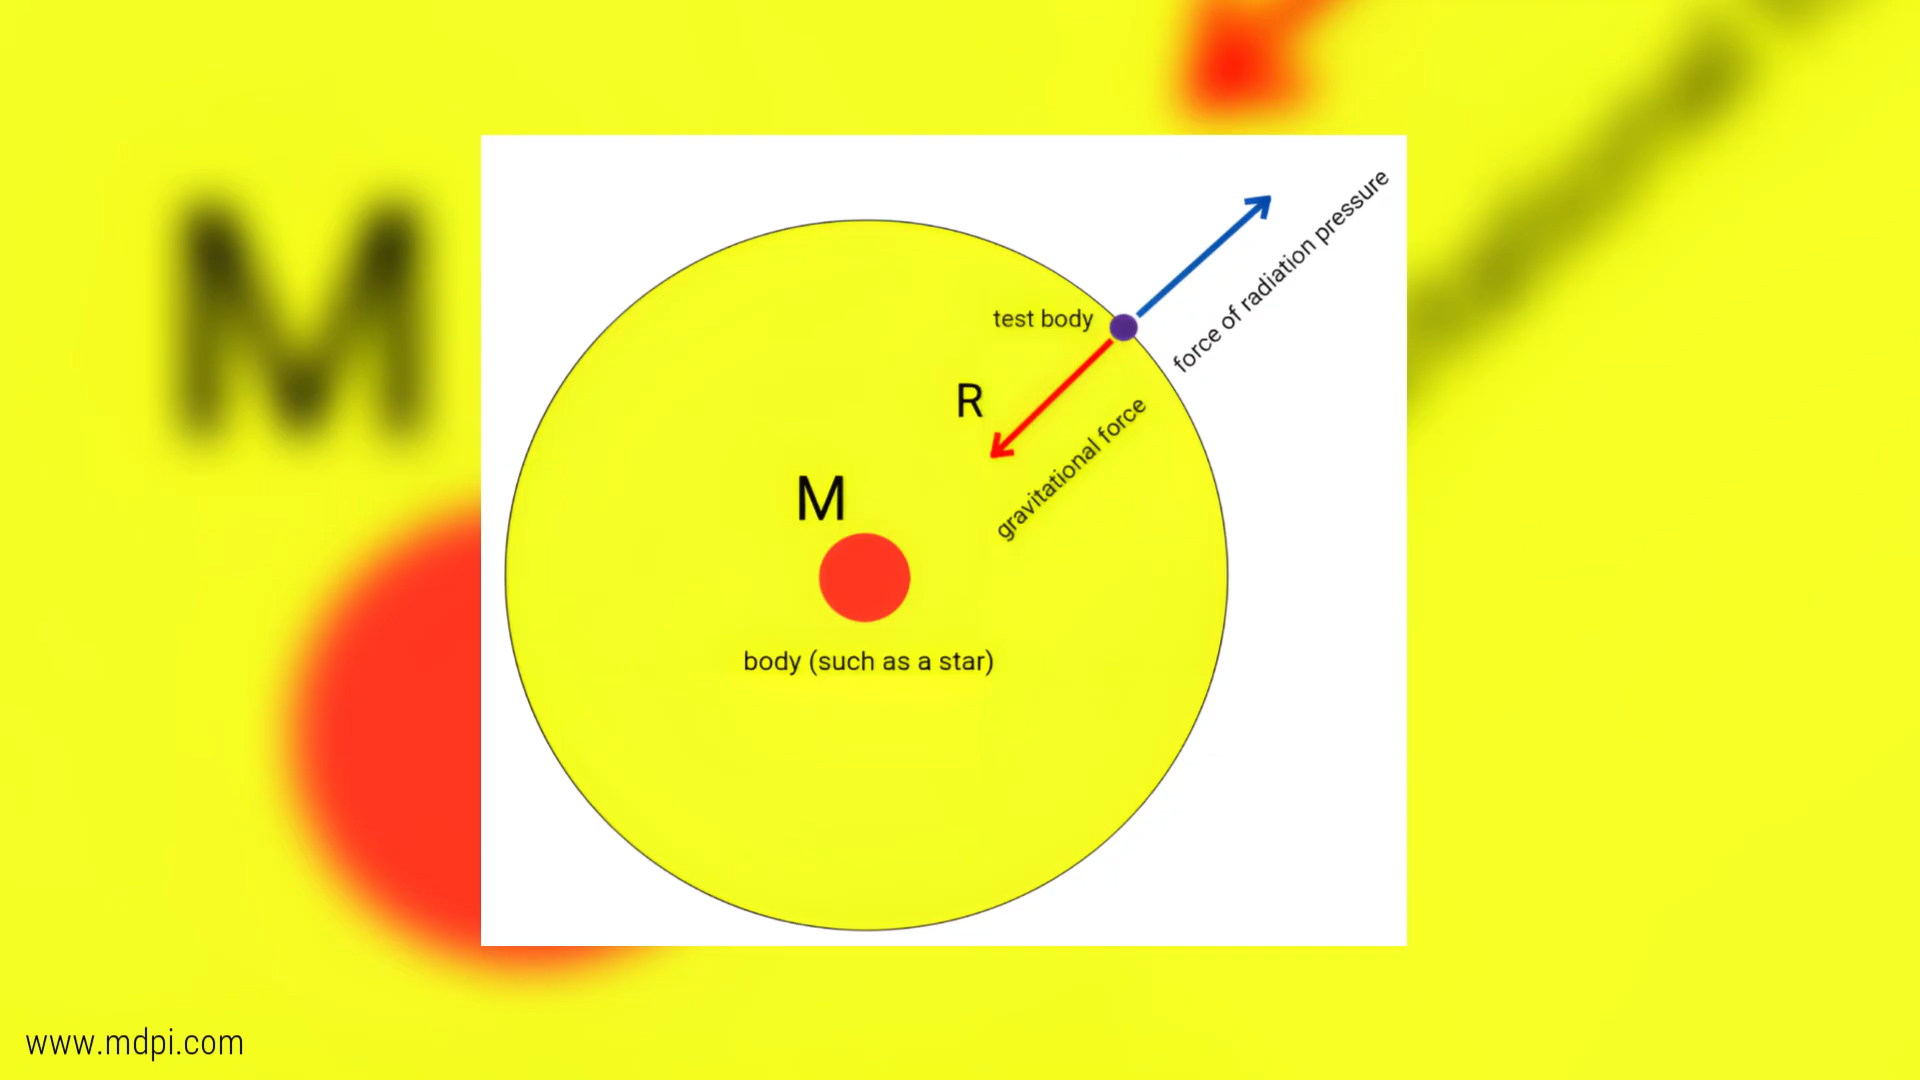 force of radiation pressure
test body
R
gravitational force
M
body (such as a star)
M
www.mdpi.com